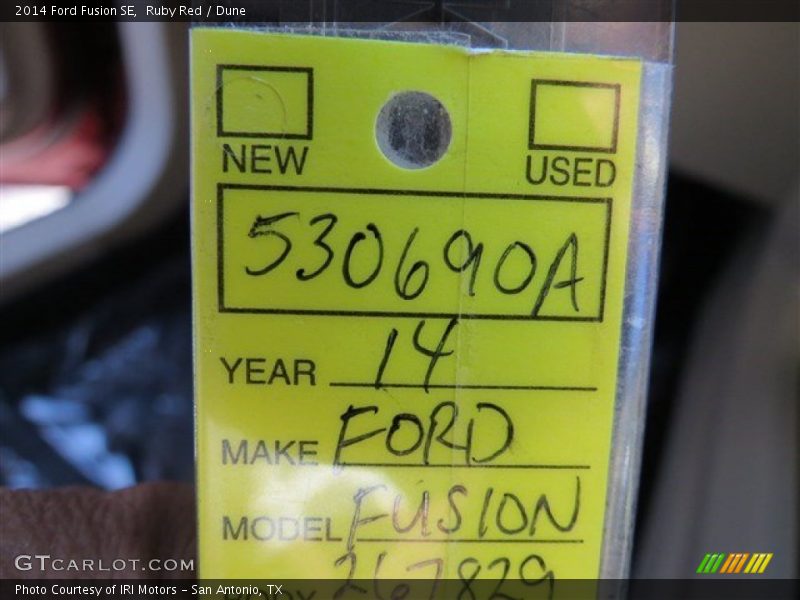 2014 Ford Fusion SE, Ruby Red / Dune
NEW
USED
530690A
YEAR 14
MAKE FORD
MODEL FUSION
267829
GTCARLOT.COM
Photo Courtesy of IRI Motors – San Antonio, TX